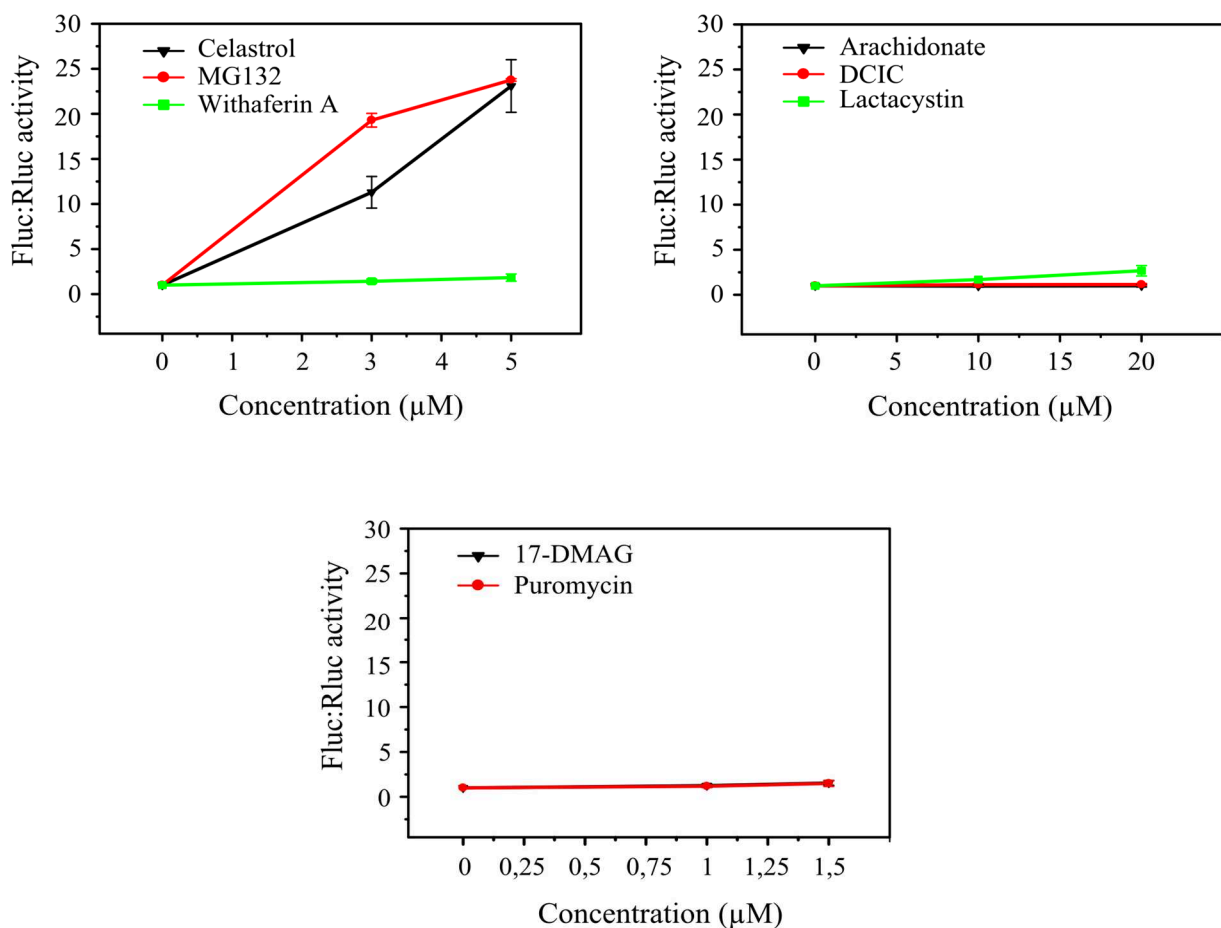 30
25
20
15
10
5
0
Fluc:Rluc activity
Celastrol
MG132
Withaferin A
0 1 2 3 4 5
Concentration (µM)
30
25
20
15
10
5
0
Fluc:Rluc activity
Arachidonate
DCIC
Lactacystin
0 5 10 15 20
Concentration (µM)
30
25
20
15
10
5
0
Fluc:Rluc activity
17-DMAG
Puromycin
0 0,25 0,5 0,75 1 1,25 1,5
Concentration (µM)